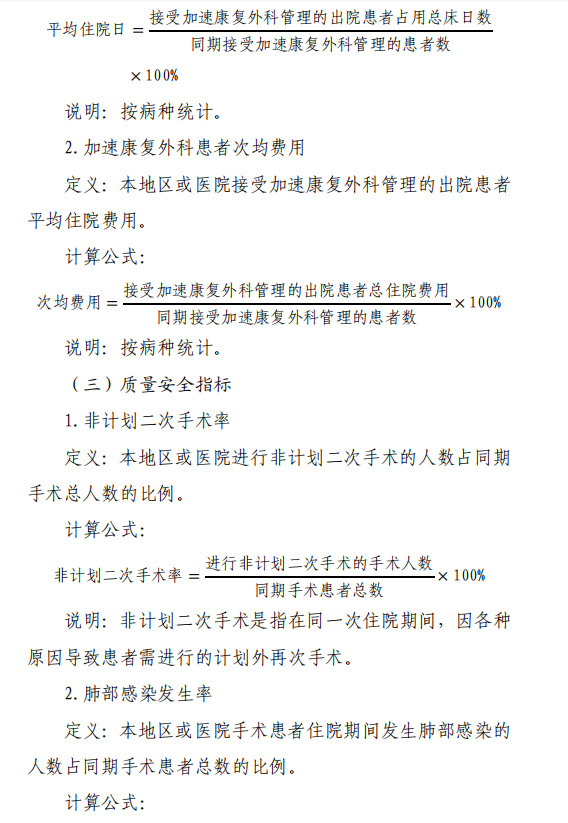 平均住院日=接受加速康复外科管理的出院患者占用总床日数
同期接受加速康复外科管理的患者数
×100%
说明：按病种统计。
2.加速康复外科患者次均费用
定义：本地区或医院接受加速康复外科管理的出院患者
平均住院费用。
计算公式：
次均费用=接受加速康复外科管理的出院患者总住院费用
同期接受加速康复外科管理的患者数×100%
说明：按病种统计。
（三）质量安全指标
1.非计划二次手术率
定义：本地区或医院进行非计划二次手术的人数占同期
手术总人数的比例。
计算公式：
非计划二次手术率=进行非计划二次手术的手术人数
同期手术患者总数×100%
说明：非计划二次手术是指在同一次住院期间，因各种
原因导致患者需进行的计划外再次手术。
2.肺部感染发生率
定义：本地区或医院手术患者住院期间发生肺部感染的
人数占同期手术患者总数的比例。
计算公式：